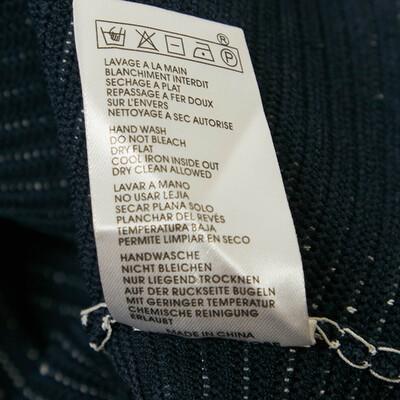 ®
P
LAVAGE A LA MAIN
BLANCHIMENT INTERDIT
SECHAGE A PLAT
REPASSAGE A FER DOUX
SUR L'ENVERS
NETTOYAGE A SEC AUTORISE
HAND WASH
DO NOT BLEACH
DRY FLAT
COOL IRON INSIDE OUT
DRY CLEAN ALLOWED
LAVAR A MANO
NO USAR LEJIA
SECAR PLANA SOLO
PLANCHAR DEL REVÉS
TEMPERATURA BAJA
PERMITE LIMPIAR EN SECO
HANDWASCHE
NICHT BLEICHEN
NUR LIEGEND TROCKNEN
AUF DER RUCKSEITE BUGELN
MIT GERINGER TEMPERATUR
CHEMISCHE REINIGUNG
ERLAUBT
MADE IN CHINA